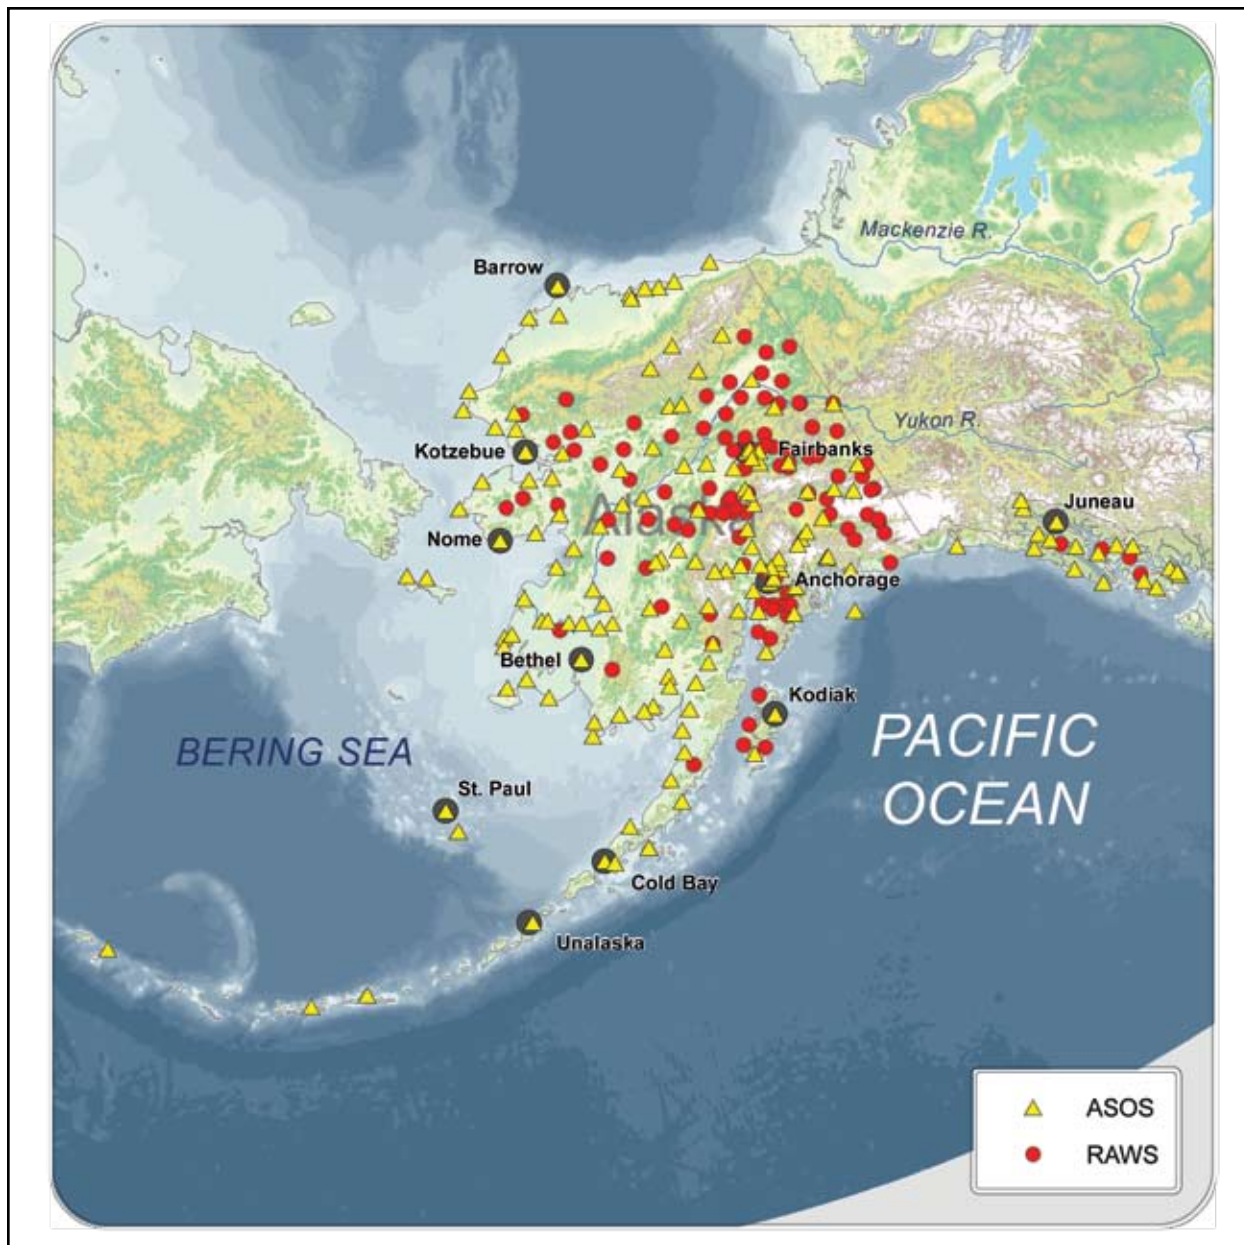 Mackenzie R.
Barrow
Yukon R.
Kotzebue
Fairbanks
Juneau
Alaska
Nome
Anchorage
Bethel
Kodiak
PACIFIC
OCEAN
BERING SEA
St. Paul
Cold Bay
Unalaska
ASOS
RAWS